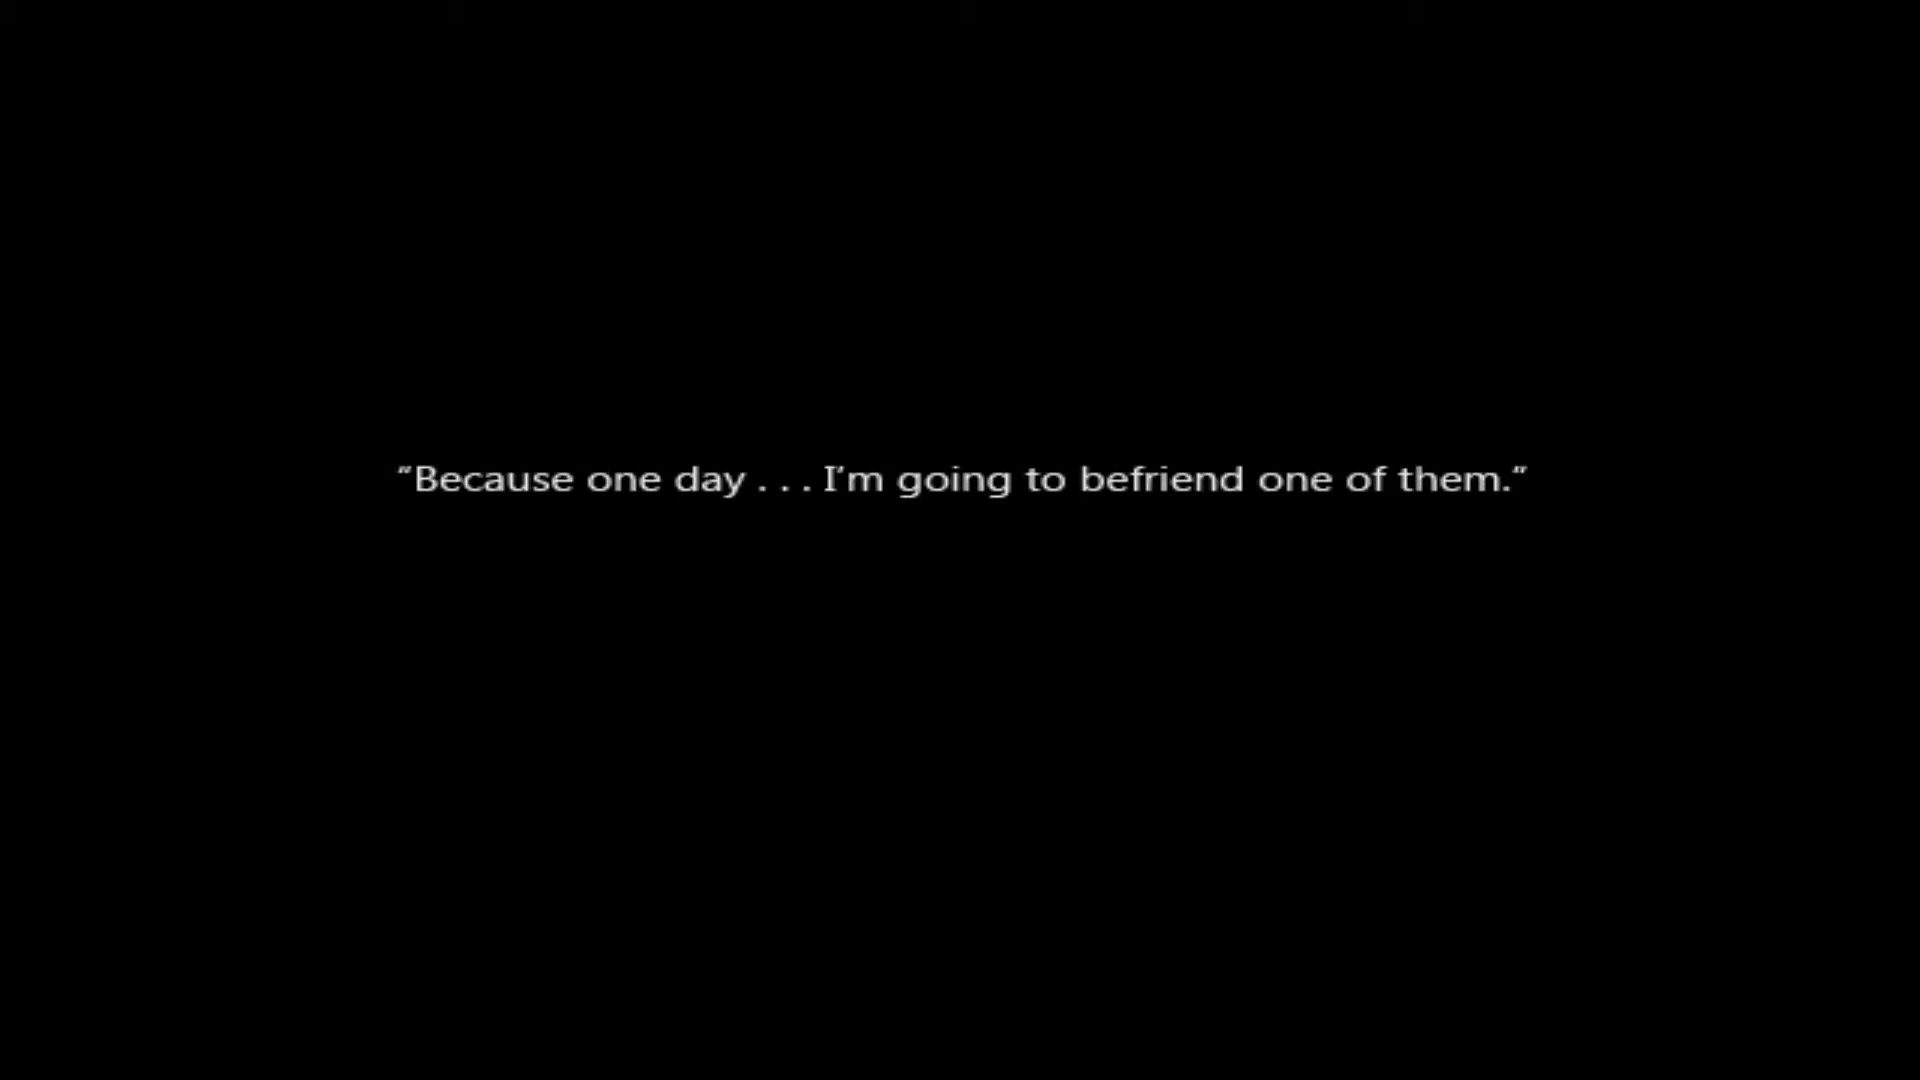 “Because one day . . . I’m going to befriend one of them.”